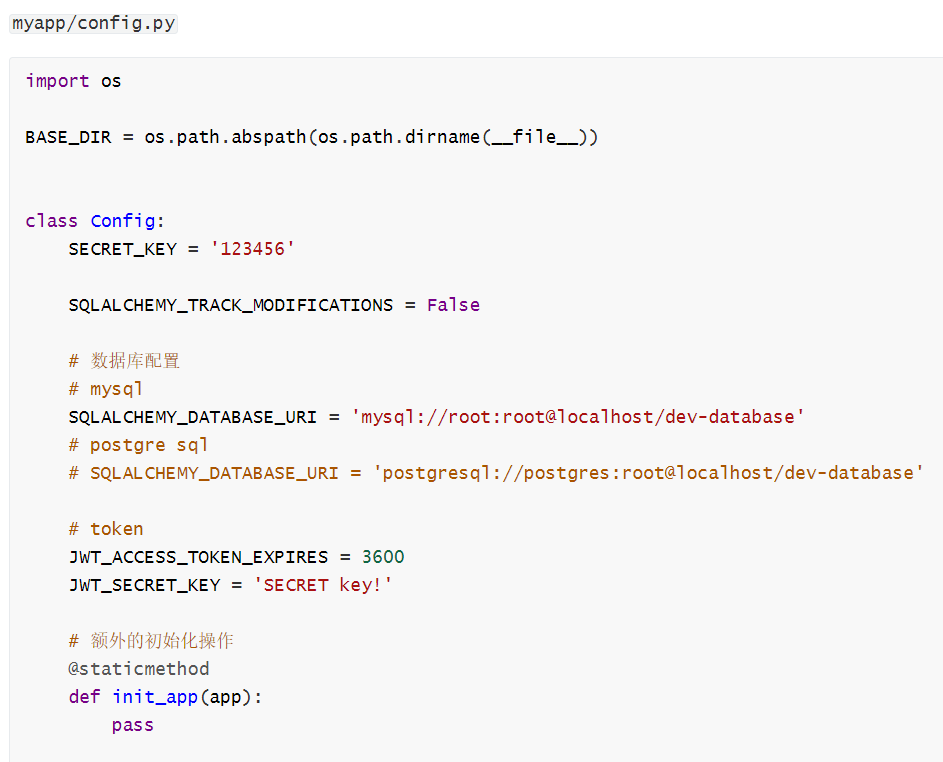 myapp/config.py
import os
BASE_DIR = os.path.abspath(os.path.dirname(__file__))
class Config:
    SECRET_KEY = '123456'
    SQLALCHEMY_TRACK_MODIFICATIONS = False
    # 数据库配置
    # mysql
    SQLALCHEMY_DATABASE_URI = 'mysql://root:root@localhost/dev-database'
    # postgre sql
    # SQLALCHEMY_DATABASE_URI = 'postgresql://postgres:root@localhost/dev-database'
    # token
    JWT_ACCESS_TOKEN_EXPIRES = 3600
    JWT_SECRET_KEY = 'SECRET key!'
    # 额外的初始化操作
    @staticmethod
    def init_app(app):
        pass